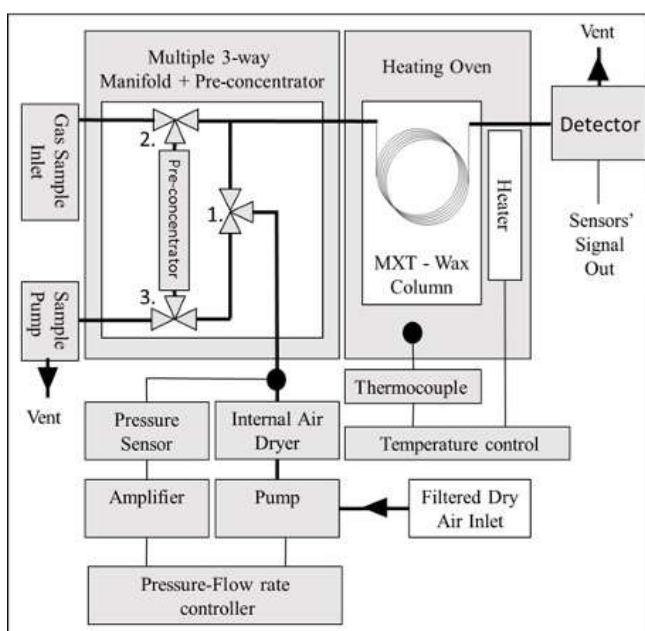 Multiple 3-way
Manifold + Pre-concentrator
Heating Oven
Vent
Gas Sample
Inlet
2.
Pre-concentrator
1.
3.
Sample
Pump
Vent
MXT - Wax
Column
Heater
Detector
Sensors'
Signal
Out
Thermocouple
Temperature control
Pressure
Sensor
Internal Air
Dryer
Amplifier
Pump
Filtered Dry
Air Inlet
Pressure-Flow rate
controller